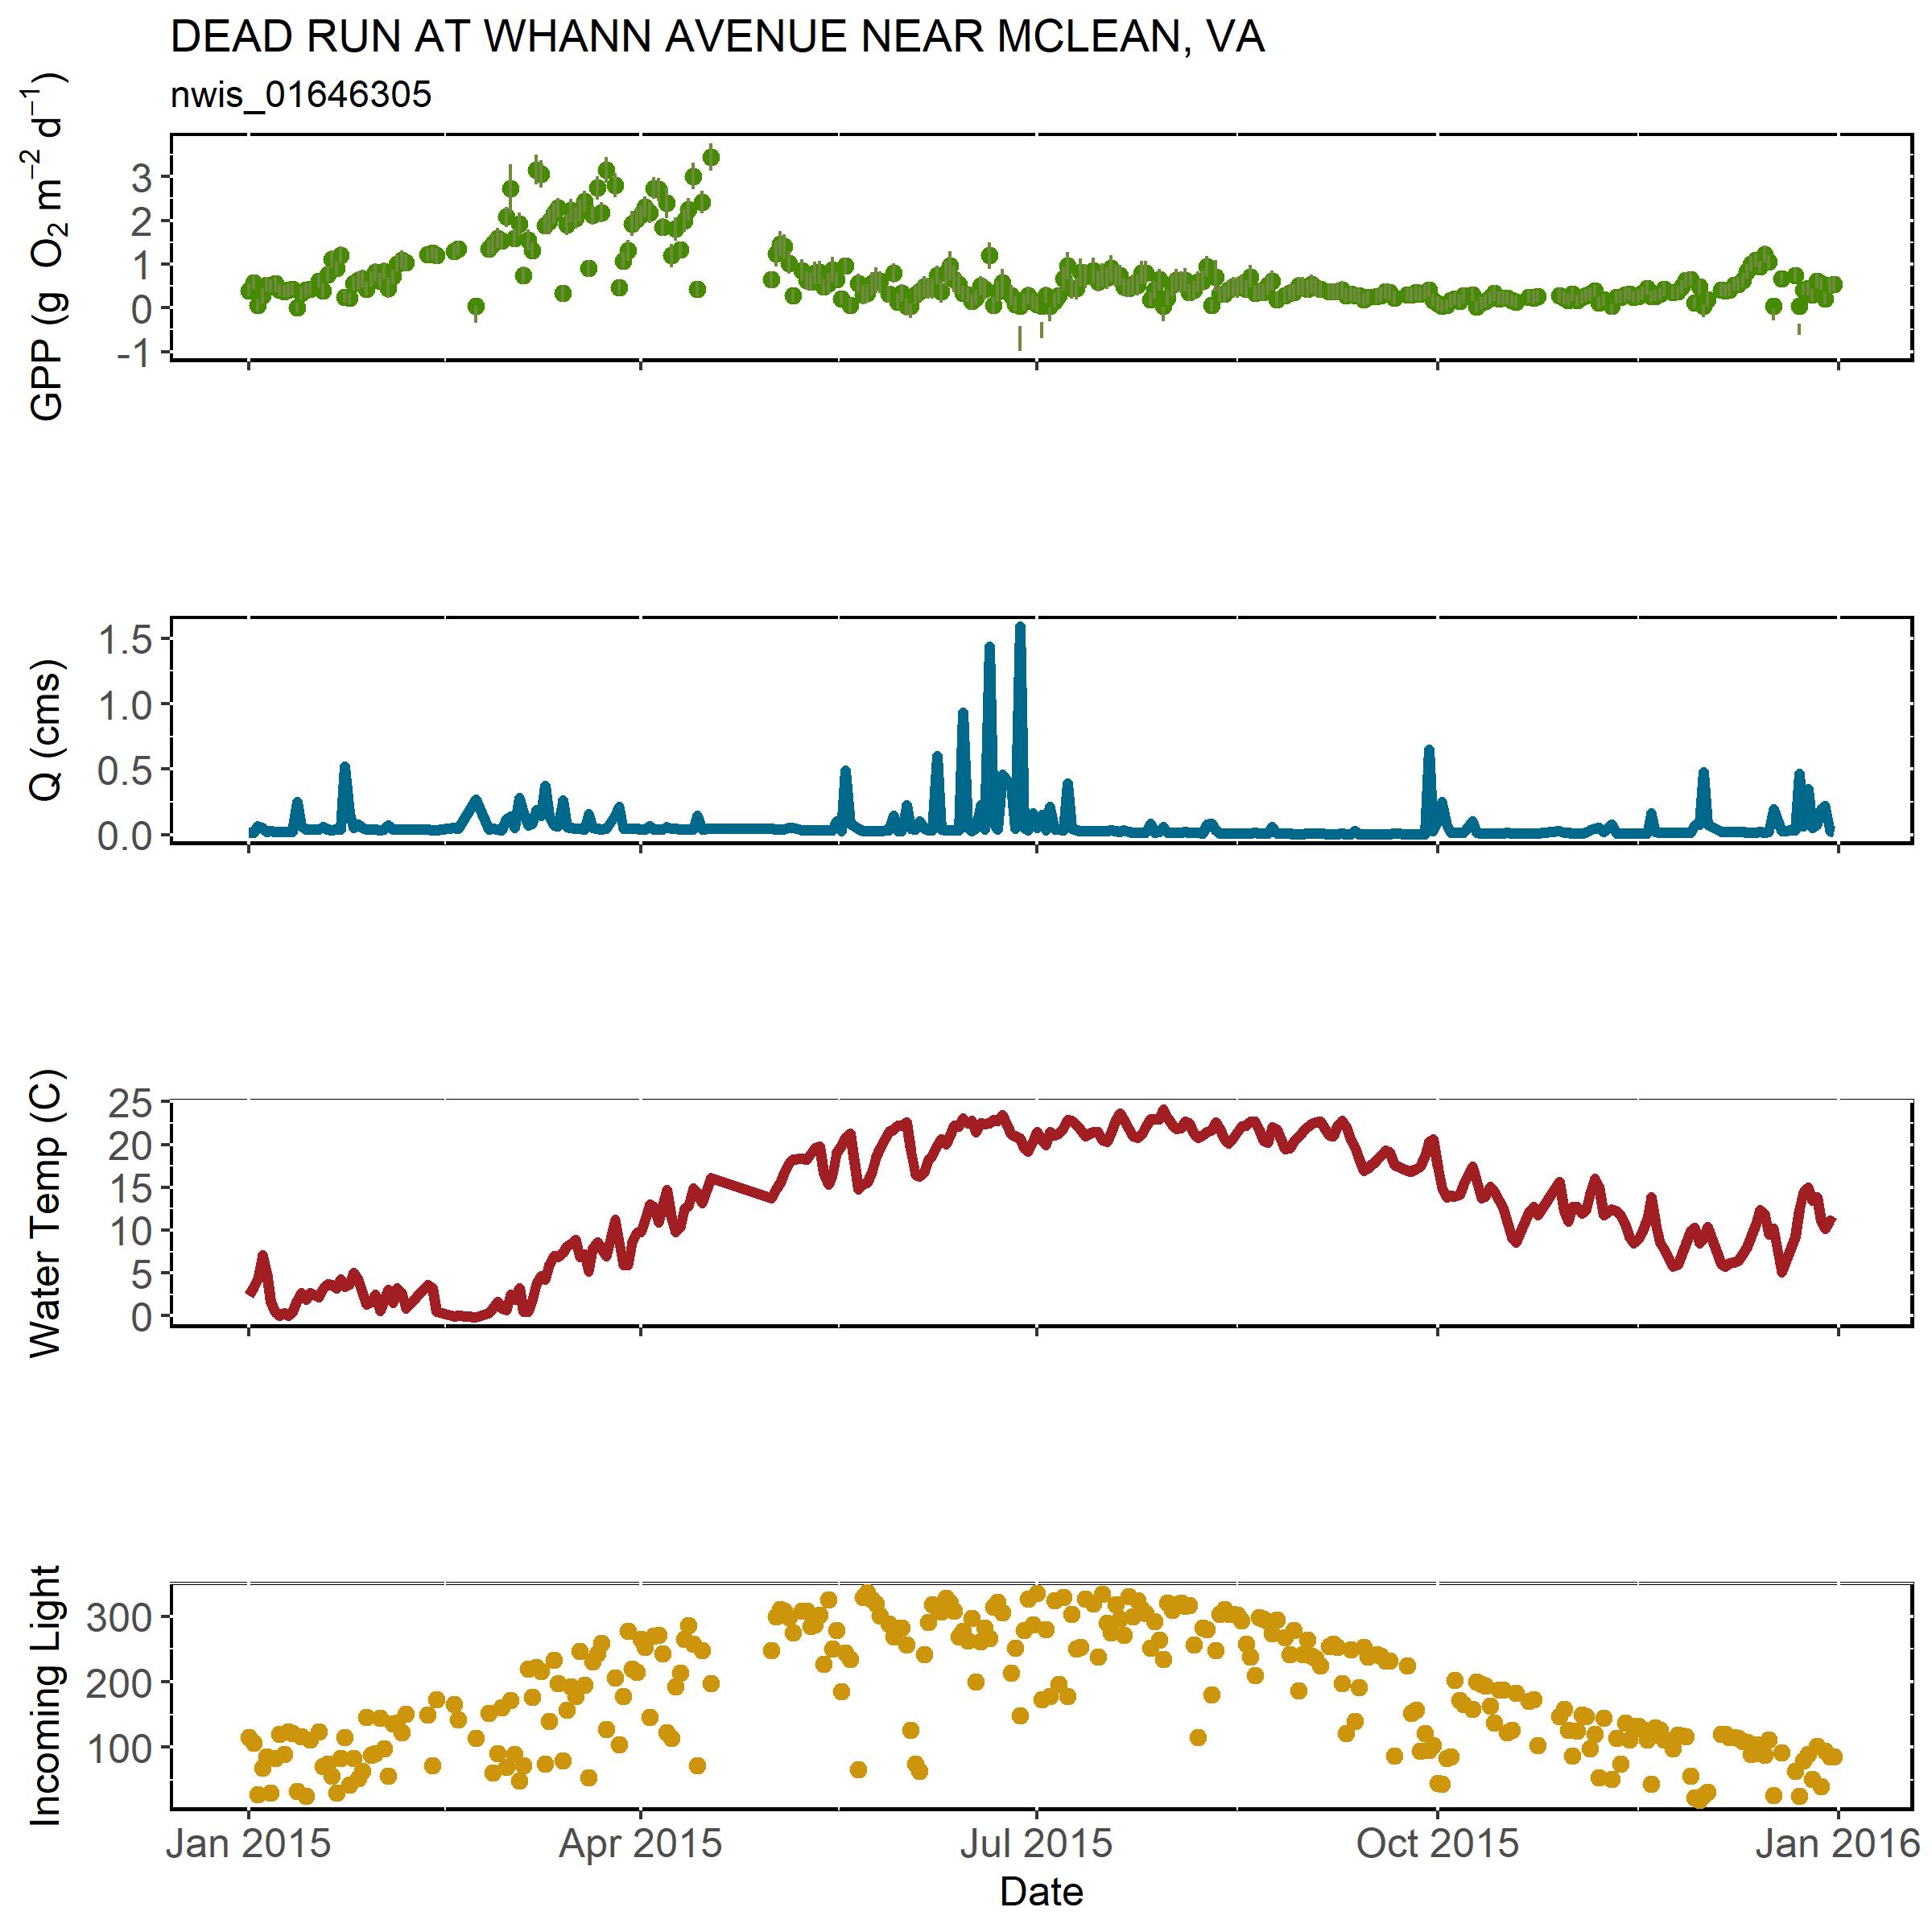 DEAD RUN AT WHANN AVENUE NEAR MCLEAN, VA
nwis_01646305
GPP (g O₂ m⁻² d⁻¹)
3
2
1
0
-1
Q (cms)
1.5
1.0
0.5
0.0
Water Temp (C)
25
20
15
10
5
0
Incoming Light
300
200
100
Jan 2015 Apr 2015 Jul 2015 Oct 2015 Jan 2016
Date